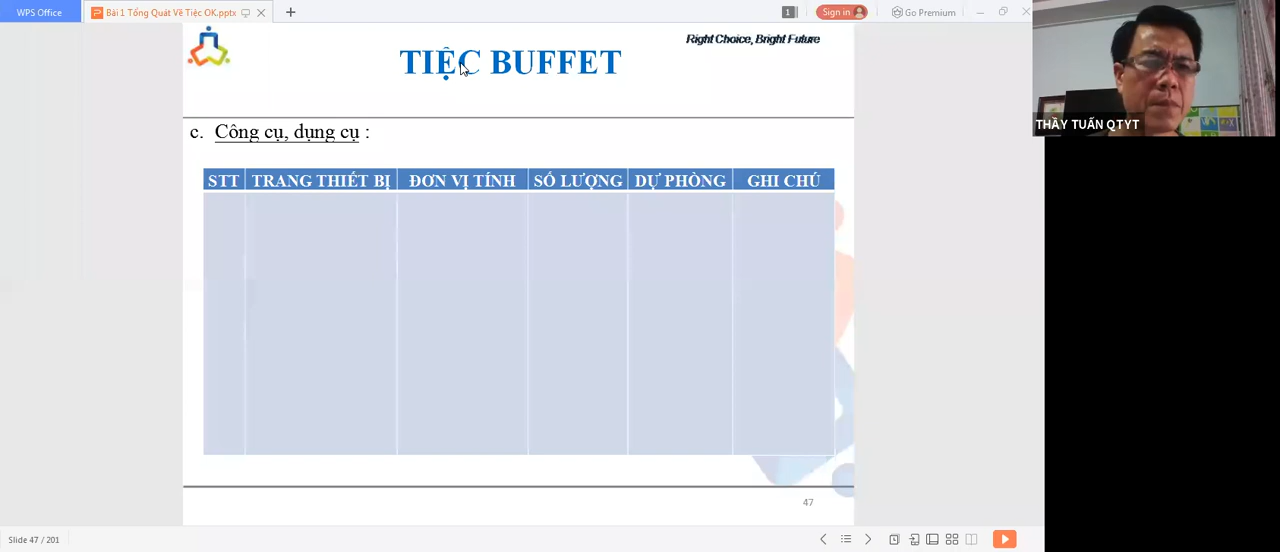 WPS Office
Bài 1 Tổng Quát Về Tiệc OK.pptx
1
Sign in
Go Premium
Right Choice, Bright Future
TIỆC BUFFET
THẦY TUẤN QTYT
c. Công cụ, dụng cụ :
STT TRANG THIẾT BỊ ĐƠN VỊ TÍNH SỐ LƯỢNG DỰ PHÒNG GHI CHÚ
47
Slide 47 / 201